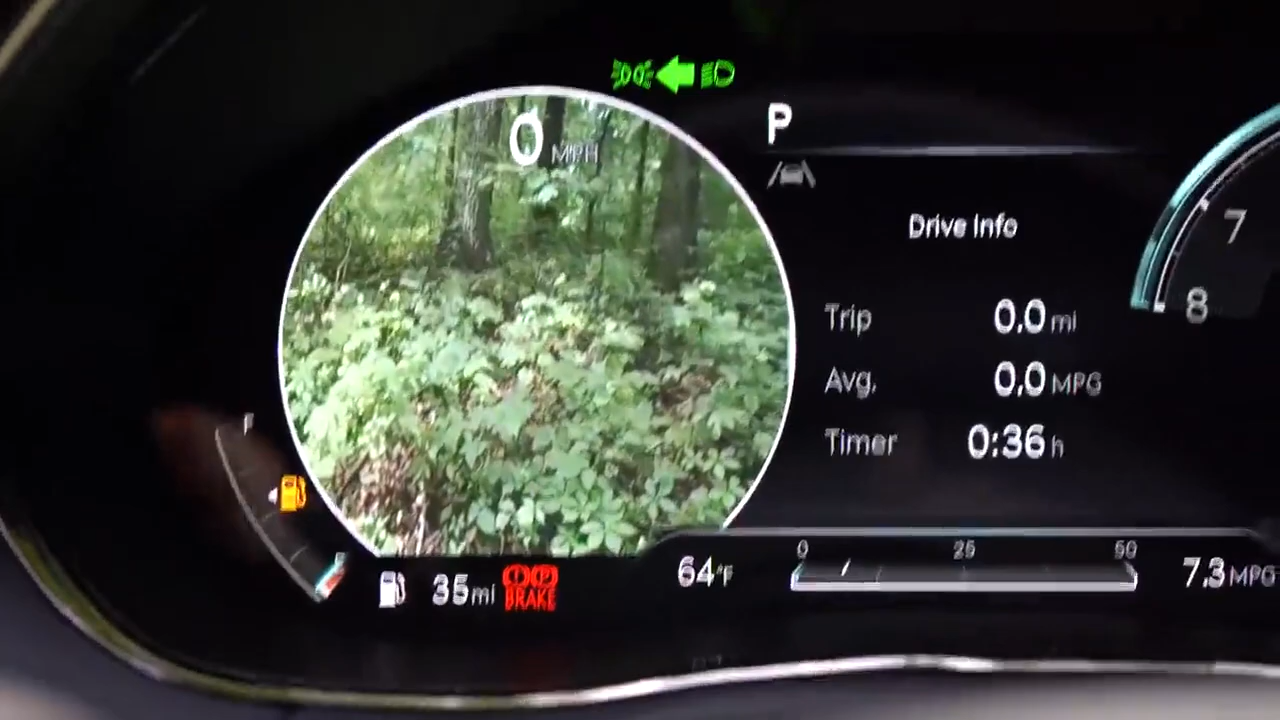 0 MPH
P
Drive Info
7
8
Trip 0.0 mi
Avg. 0.0 MPG
Timer 0:36 h
F
E
0 25 50
35 mi
(!)(P)
BRAKE
64°F
7.3 MPG